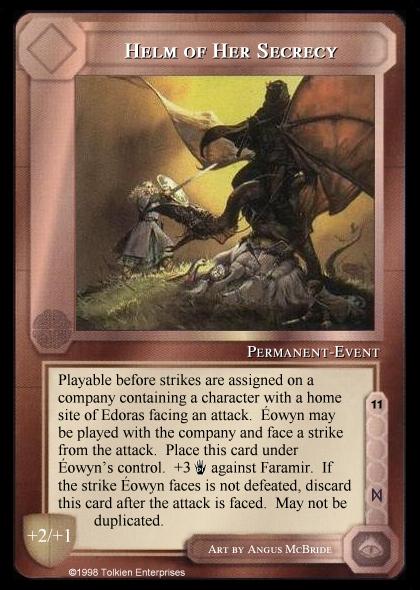 HELM OF HER SECRECY
PERMANENT-EVENT
Playable before strikes are assigned on a
company containing a character with a home
site of Edoras facing an attack. Éowyn may
be played with the company and face a strike
from the attack. Place this card under
Éowyn's control. +3 against Faramir. If
the strike Éowyn faces is not defeated, discard
this card after the attack is faced. May not be
duplicated.
11
+2/+1
ART BY ANGUS MCBRIDE
©1998 Tolkien Enterprises